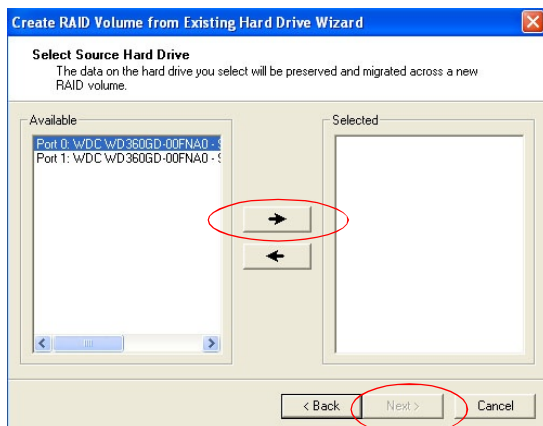 Create RAID Volume from Existing Hard Drive Wizard
Select Source Hard Drive
The data on the hard drive you select will be preserved and migrated across a new
RAID volume.
Available
Selected
Port 0: WDC WD360GD-00FNA0 - S
Port 1: WDC WD360GD-00FNA0 - S
< Back
Next >
Cancel